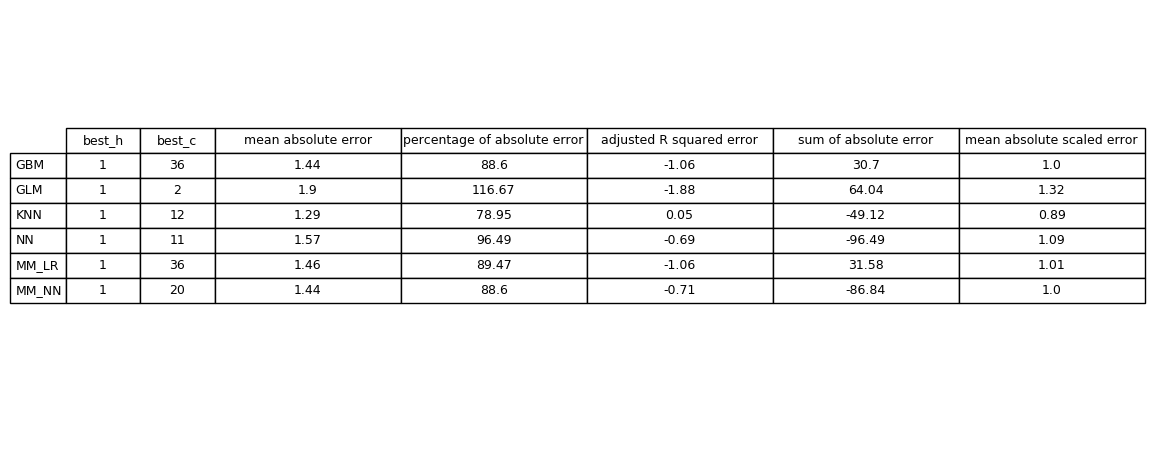 best_h best_c mean absolute error percentage of absolute error adjusted R squared error sum of absolute error mean absolute scaled error
GBM 1 36 1.44 88.6 -1.06 30.7 1.0
GLM 1 2 1.9 116.67 -1.88 64.04 1.32
KNN 1 12 1.29 78.95 0.05 -49.12 0.89
NN 1 11 1.57 96.49 -0.69 -96.49 1.09
MM_LR 1 36 1.46 89.47 -1.06 31.58 1.01
MM_NN 1 20 1.44 88.6 -0.71 -86.84 1.0